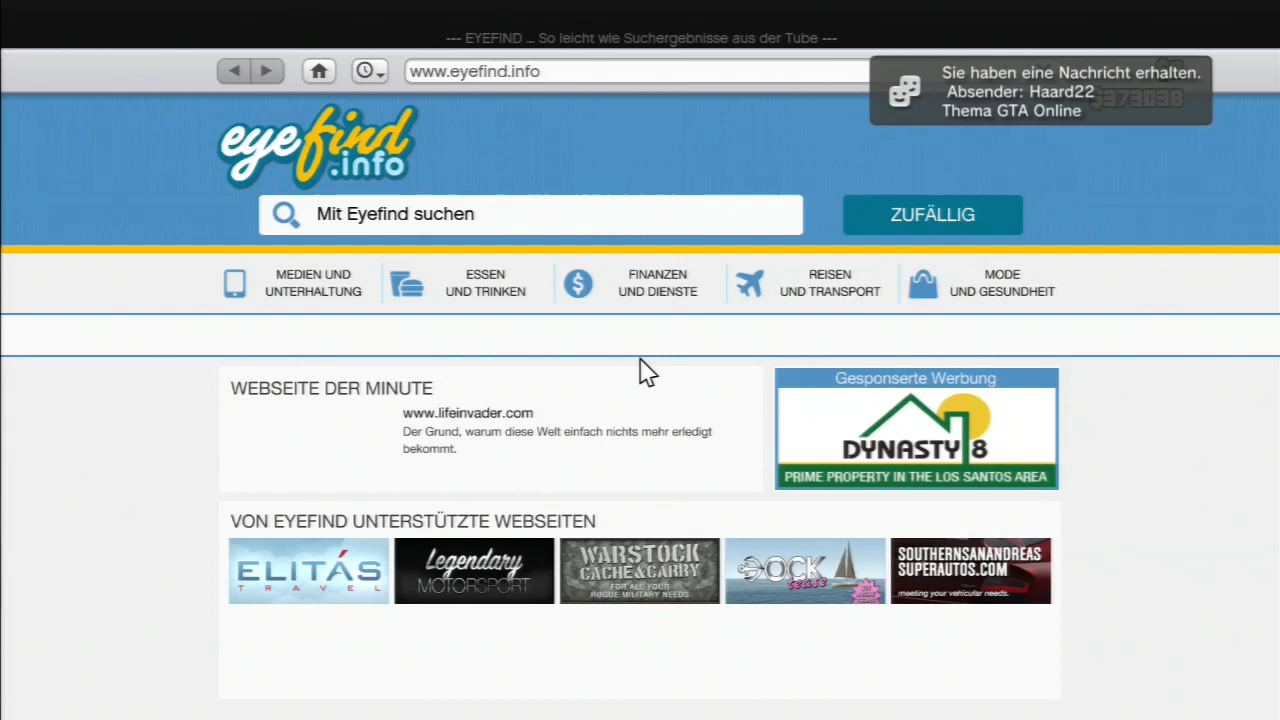 --- EYEFIND ... So leicht wie Suchergebnisse aus der Tube ---
www.eyefind.info
Sie haben eine Nachricht erhalten.
Absender: Haard22
$373038
Thema GTA Online
eyefind
.info
Mit Eyefind suchen
ZUFÄLLIG
MEDIEN UND
UNTERHALTUNG
ESSEN
UND TRINKEN
FINANZEN
UND DIENSTE
REISEN
UND TRANSPORT
MODE
UND GESUNDHEIT
WEBSEITE DER MINUTE
www.lifeinvader.com
Der Grund, warum diese Welt einfach nichts mehr erledigt
bekommt.
Gesponserte Werbung
DYNASTY 8
PRIME PROPERTY IN THE LOS SANTOS AREA
VON EYEFIND UNTERSTÜTZTE WEBSEITEN
ELITÁS
TRAVEL
Legendary
MOTORSPORT
WARSTOCK
CACHE & CARRY
FOR ALL YOUR
ROGUE MILITARY NEEDS
DOCK
tease
SOUTHERNSANANDREAS
SUPERAUTOS.COM
meeting your vehicular needs.